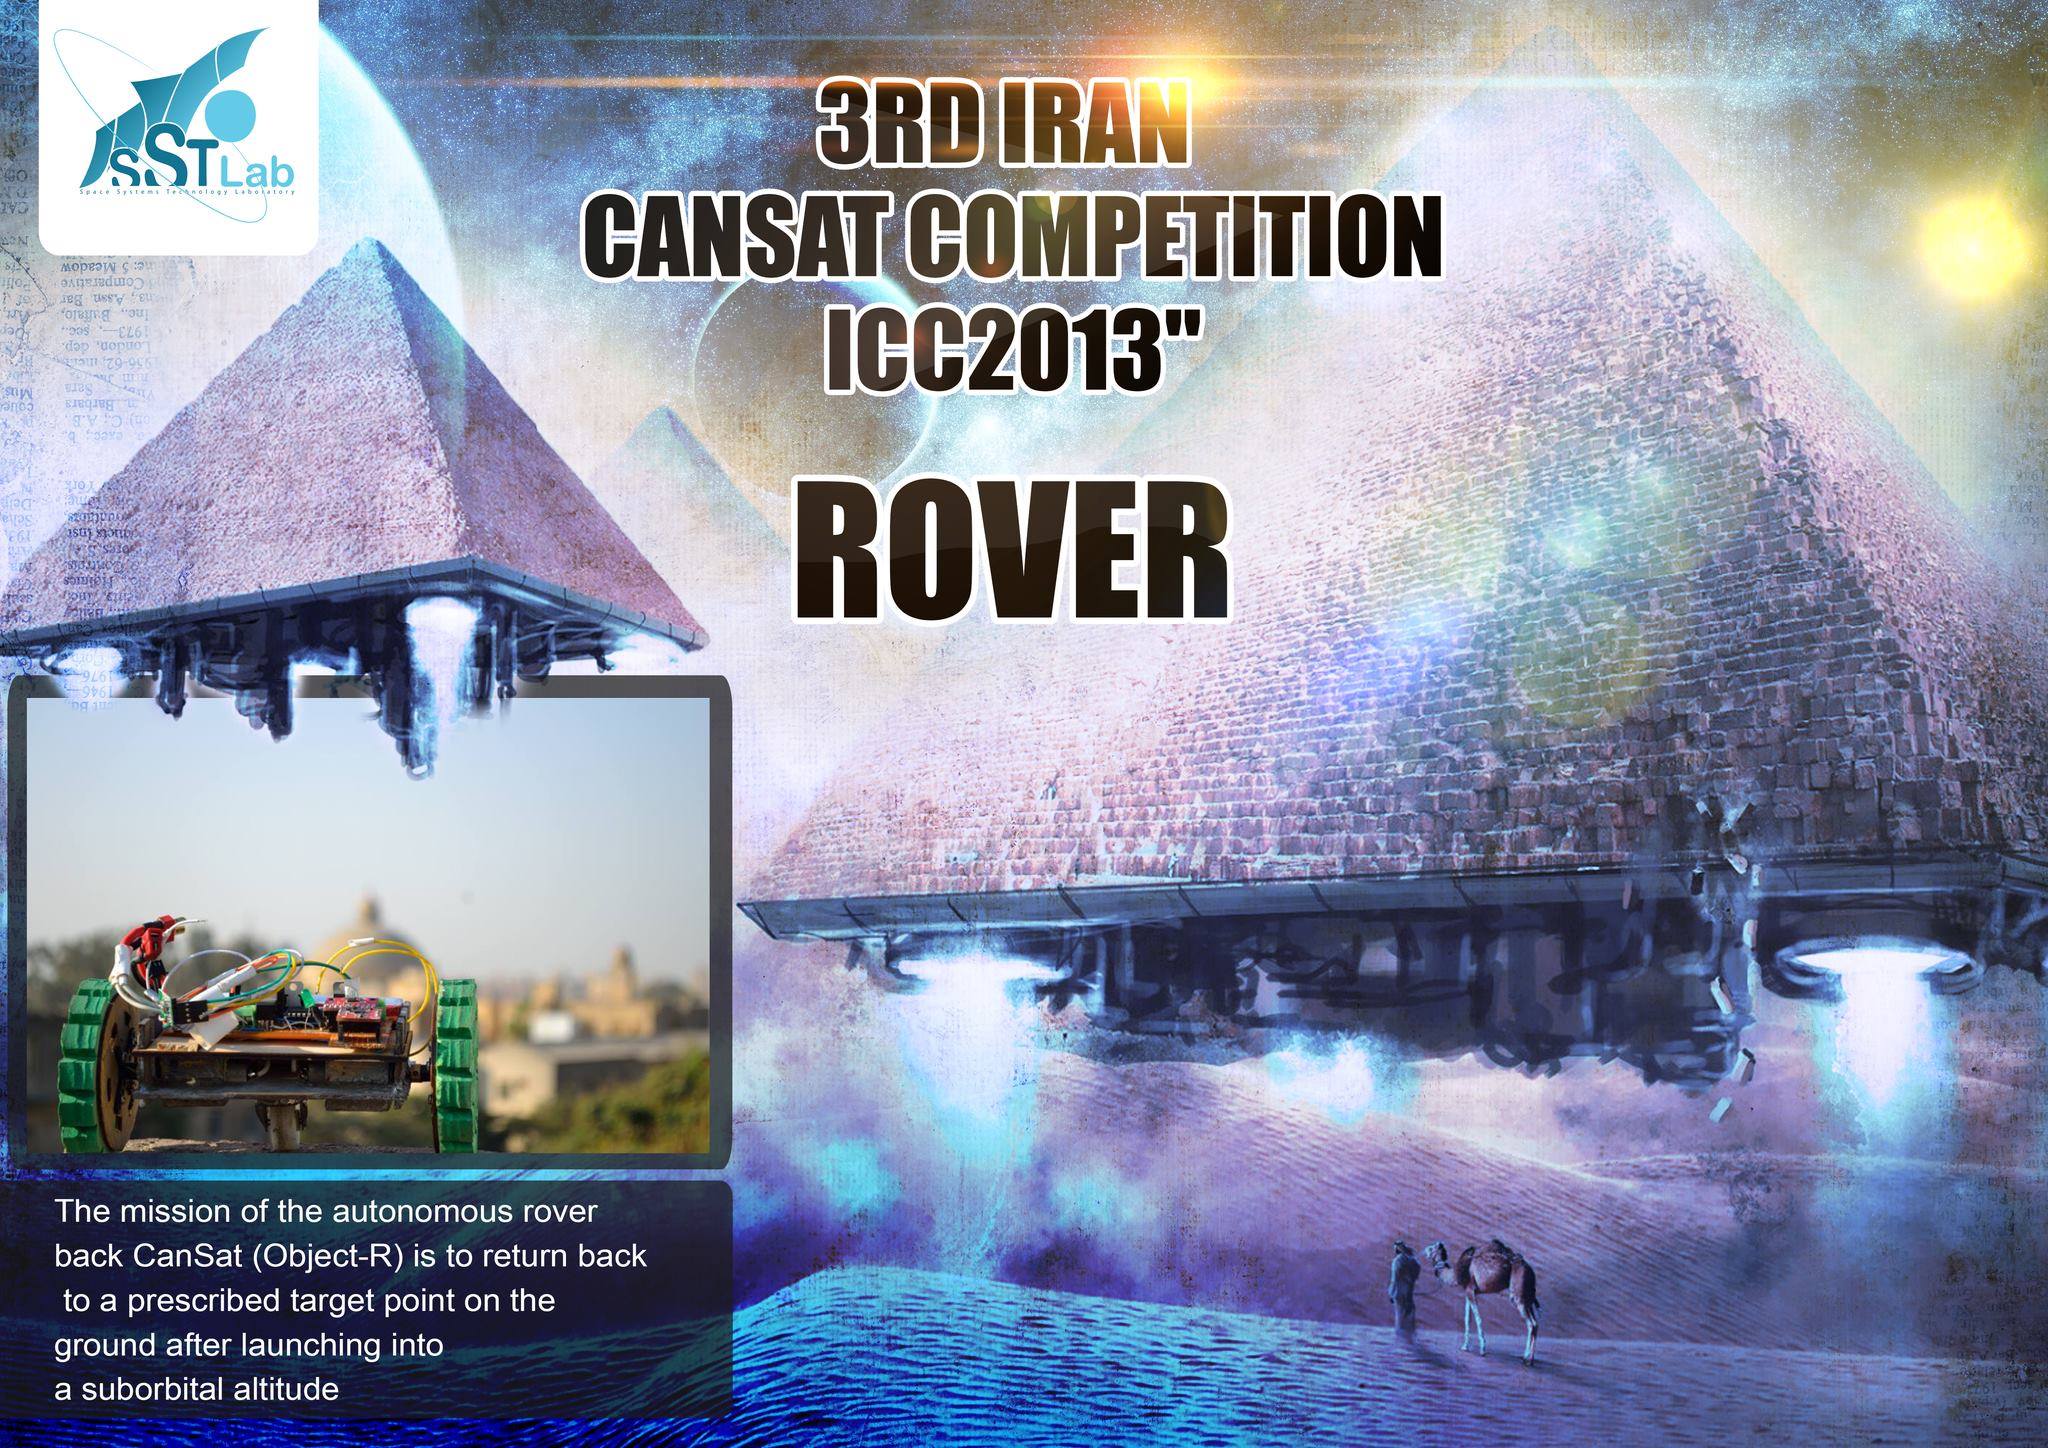 SSTLab
Space Systems Technology Laboratory
3RD IRAN
CANSAT COMPETITION
ICC2013"
ROVER
The mission of the autonomous rover
back CanSat (Object-R) is to return back
to a prescribed target point on the
ground after launching into
a suborbital altitude